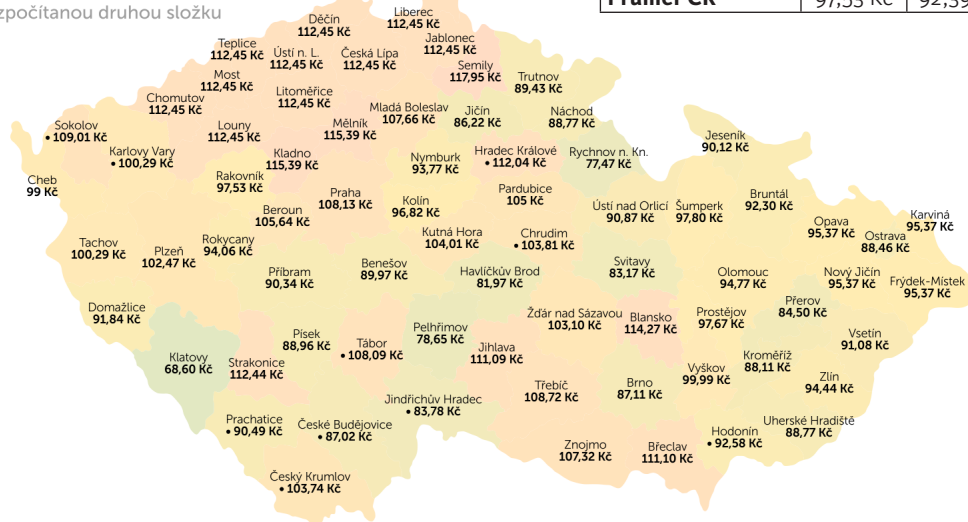 zpočítanou druhou složku
Průměr ČR 97,53 Kč 92,39
Děčín
112,45 Kč
Liberec
112,45 Kč
Teplice
112,45 Kč
Ústí n. L.
112,45 Kč
Česká Lípa
112,45 Kč
Jablonec
112,45 Kč
Semily
117,95 Kč
Most
112,45 Kč
Trutnov
89,43 Kč
Chomutov
112,45 Kč
Litoměřice
112,45 Kč
Mladá Boleslav
107,66 Kč
Jičín
86,22 Kč
Náchod
88,77 Kč
Sokolov
• 109,01 Kč
Louny
112,45 Kč
Mělník
115,39 Kč
Jeseník
90,12 Kč
Karlovy Vary
• 100,29 Kč
Kladno
115,39 Kč
Nymburk
93,77 Kč
Hradec Králové
• 112,04 Kč
Rychnov n. Kn.
77,47 Kč
Cheb
99 Kč
Rakovník
97,53 Kč
Praha
108,13 Kč
Kolín
96,82 Kč
Pardubice
105 Kč
Ústí nad Orlicí
90,87 Kč
Šumperk
97,80 Kč
Bruntál
92,30 Kč
Beroun
105,64 Kč
Opava
95,37 Kč
Karviná
95,37 Kč
Ostrava
88,46 Kč
Tachov
100,29 Kč
Plzeň
102,47 Kč
Rokycany
94,06 Kč
Kutná Hora
104,01 Kč
Chrudim
• 103,81 Kč
Příbram
90,34 Kč
Benešov
89,97 Kč
Havlíčkův Brod
81,97 Kč
Svitavy
83,17 Kč
Olomouc
94,77 Kč
Nový Jičín
95,37 Kč
Frýdek-Místek
95,37 Kč
Domažlice
91,84 Kč
Žďár nad Sázavou
103,10 Kč
Blansko
114,27 Kč
Prostějov
97,67 Kč
Přerov
84,50 Kč
Písek
88,96 Kč
Pelhřimov
78,65 Kč
Vsetín
91,08 Kč
Klatovy
68,60 Kč
Strakonice
112,44 Kč
Tábor
• 108,09 Kč
Jihlava
111,09 Kč
Vyškov
99,99 Kč
Kroměříž
88,11 Kč
Zlín
94,44 Kč
Třebíč
108,72 Kč
Brno
87,11 Kč
Jindřichův Hradec
• 83,78 Kč
Prachatice
• 90,49 Kč
České Budějovice
• 87,02 Kč
Uherské Hradiště
88,77 Kč
Hodonín
• 92,58 Kč
Znojmo
107,32 Kč
Břeclav
111,10 Kč
Český Krumlov
• 103,74 Kč